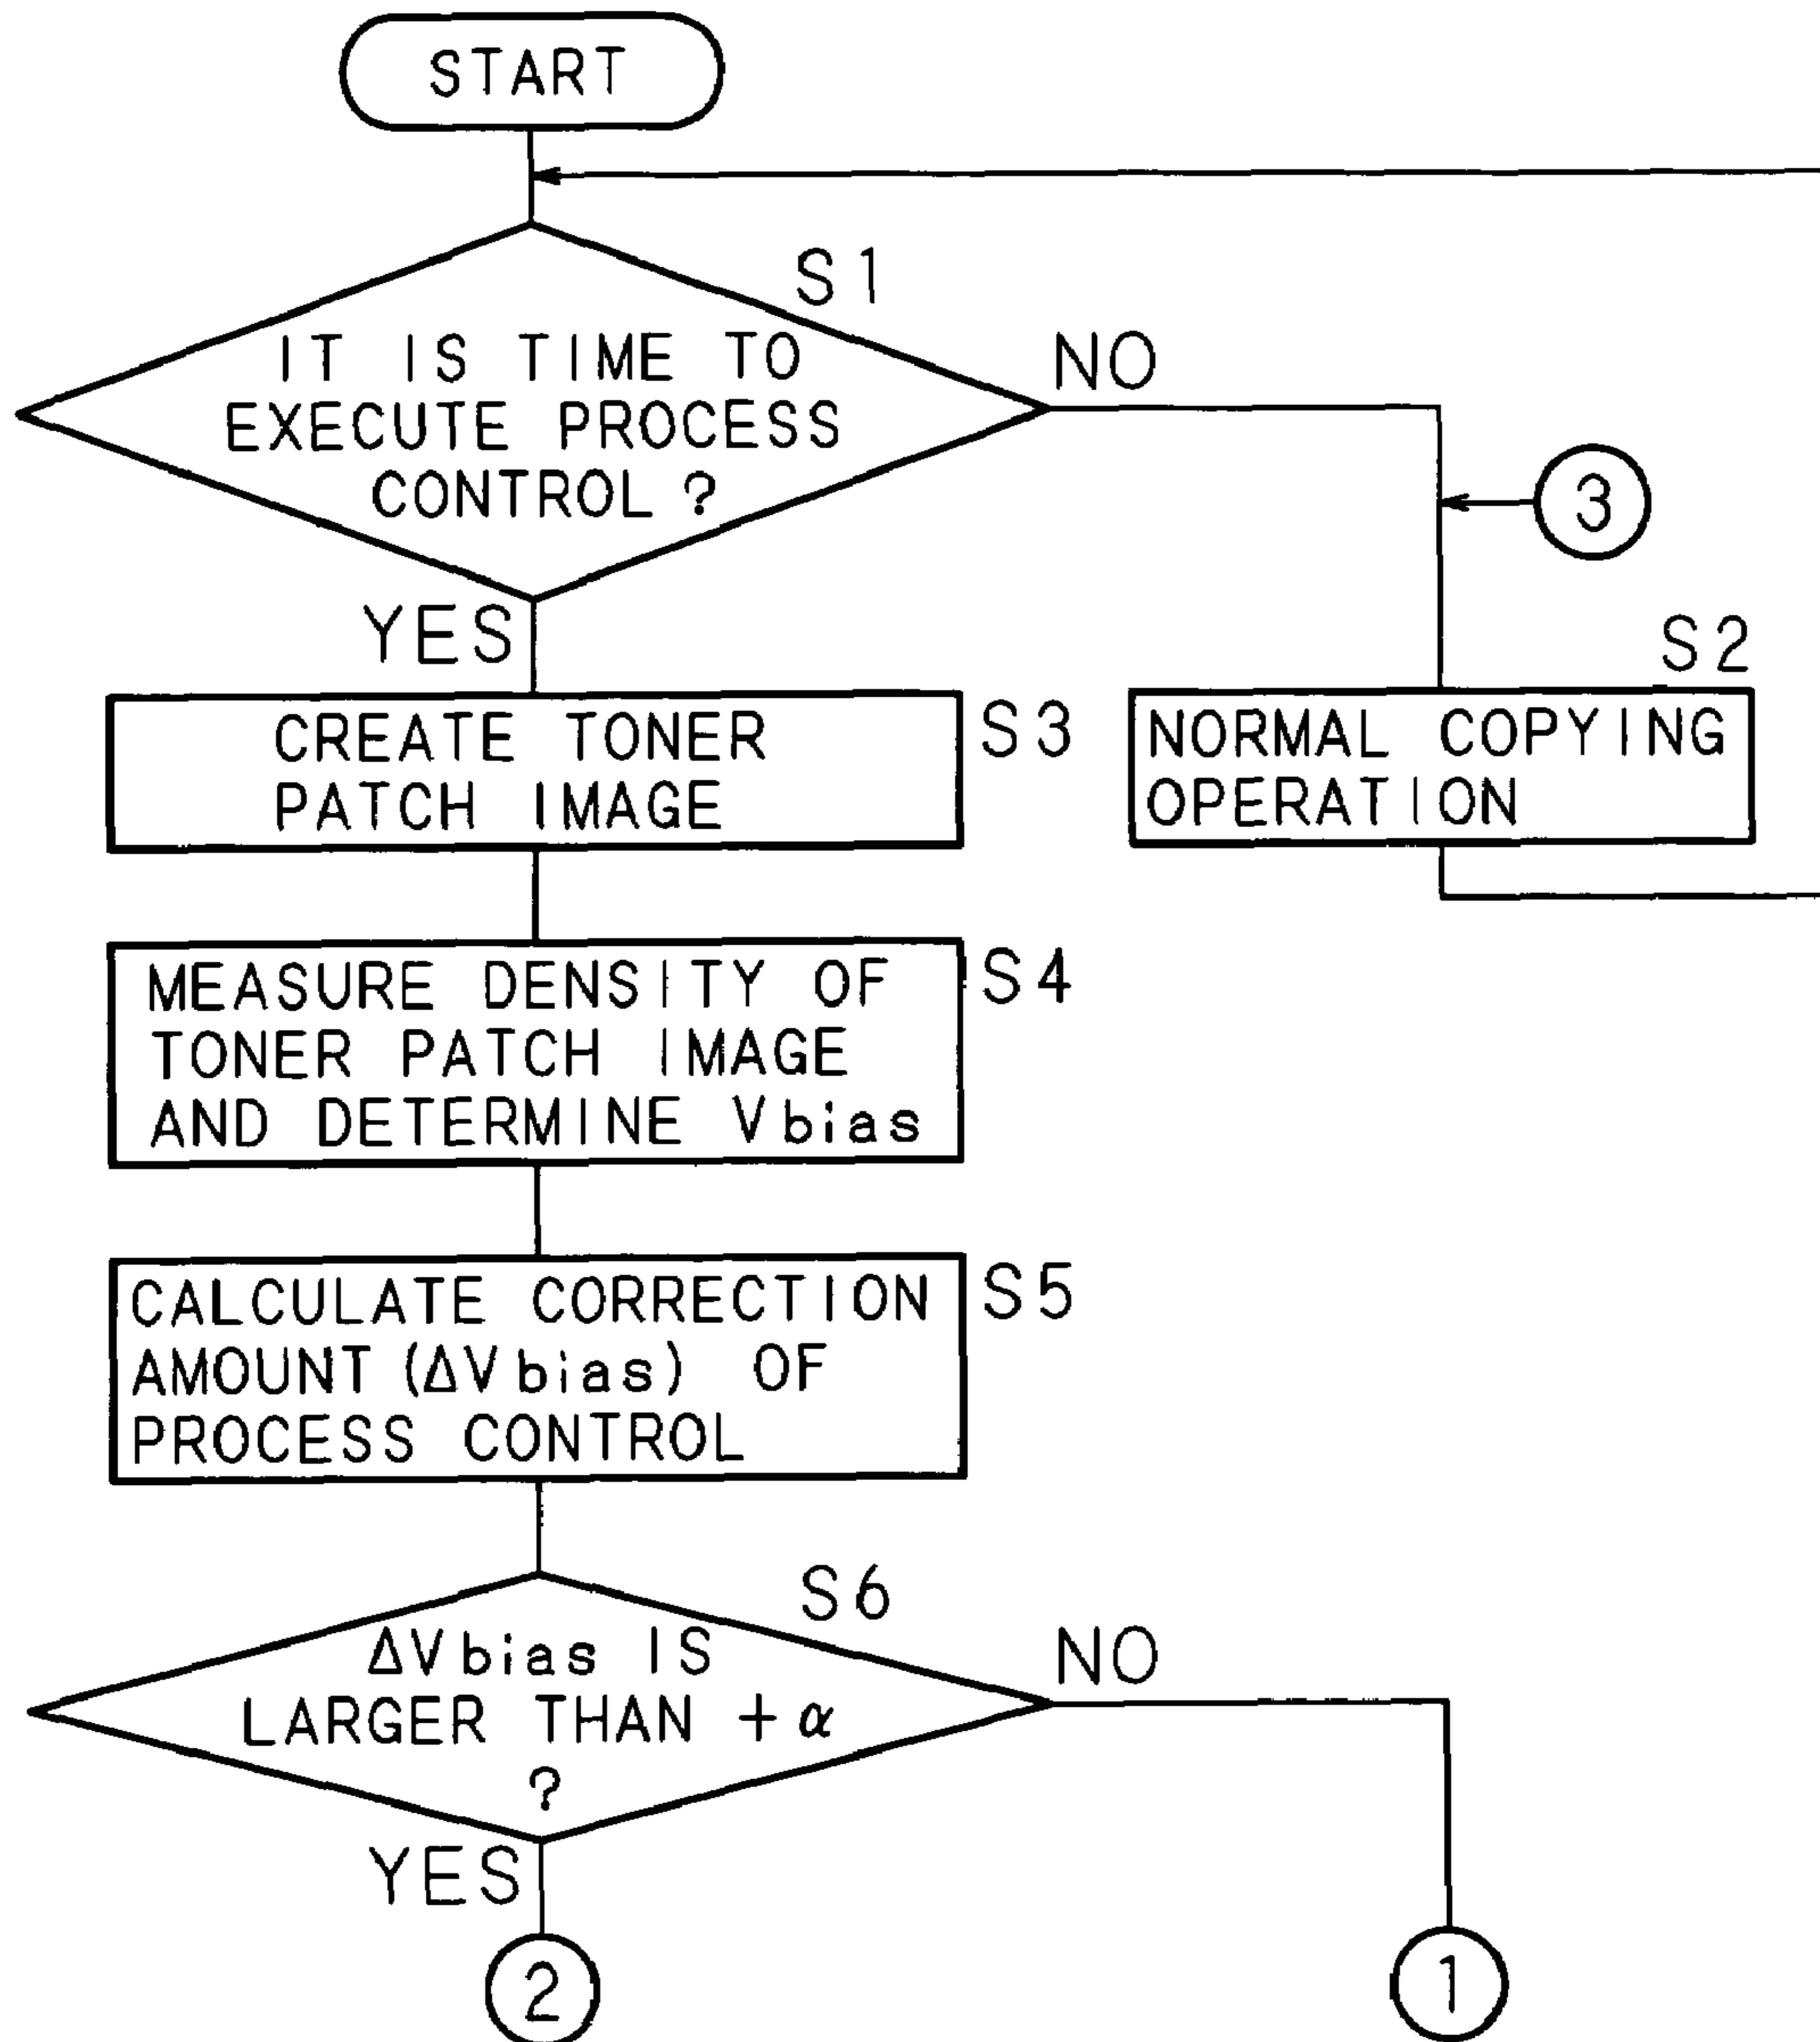 START
S1
IT IS TIME TO
EXECUTE PROCESS
CONTROL ?
NO
3
YES
S2
CREATE TONER
PATCH IMAGE
S3
NORMAL COPYING
OPERATION
MEASURE DENSITY OF
TONER PATCH IMAGE
AND DETERMINE Vbias
S4
CALCULATE CORRECTION
AMOUNT (ΔVbias) OF
PROCESS CONTROL
S5
S6
ΔVbias IS
LARGER THAN +α
?
NO
YES
2
1